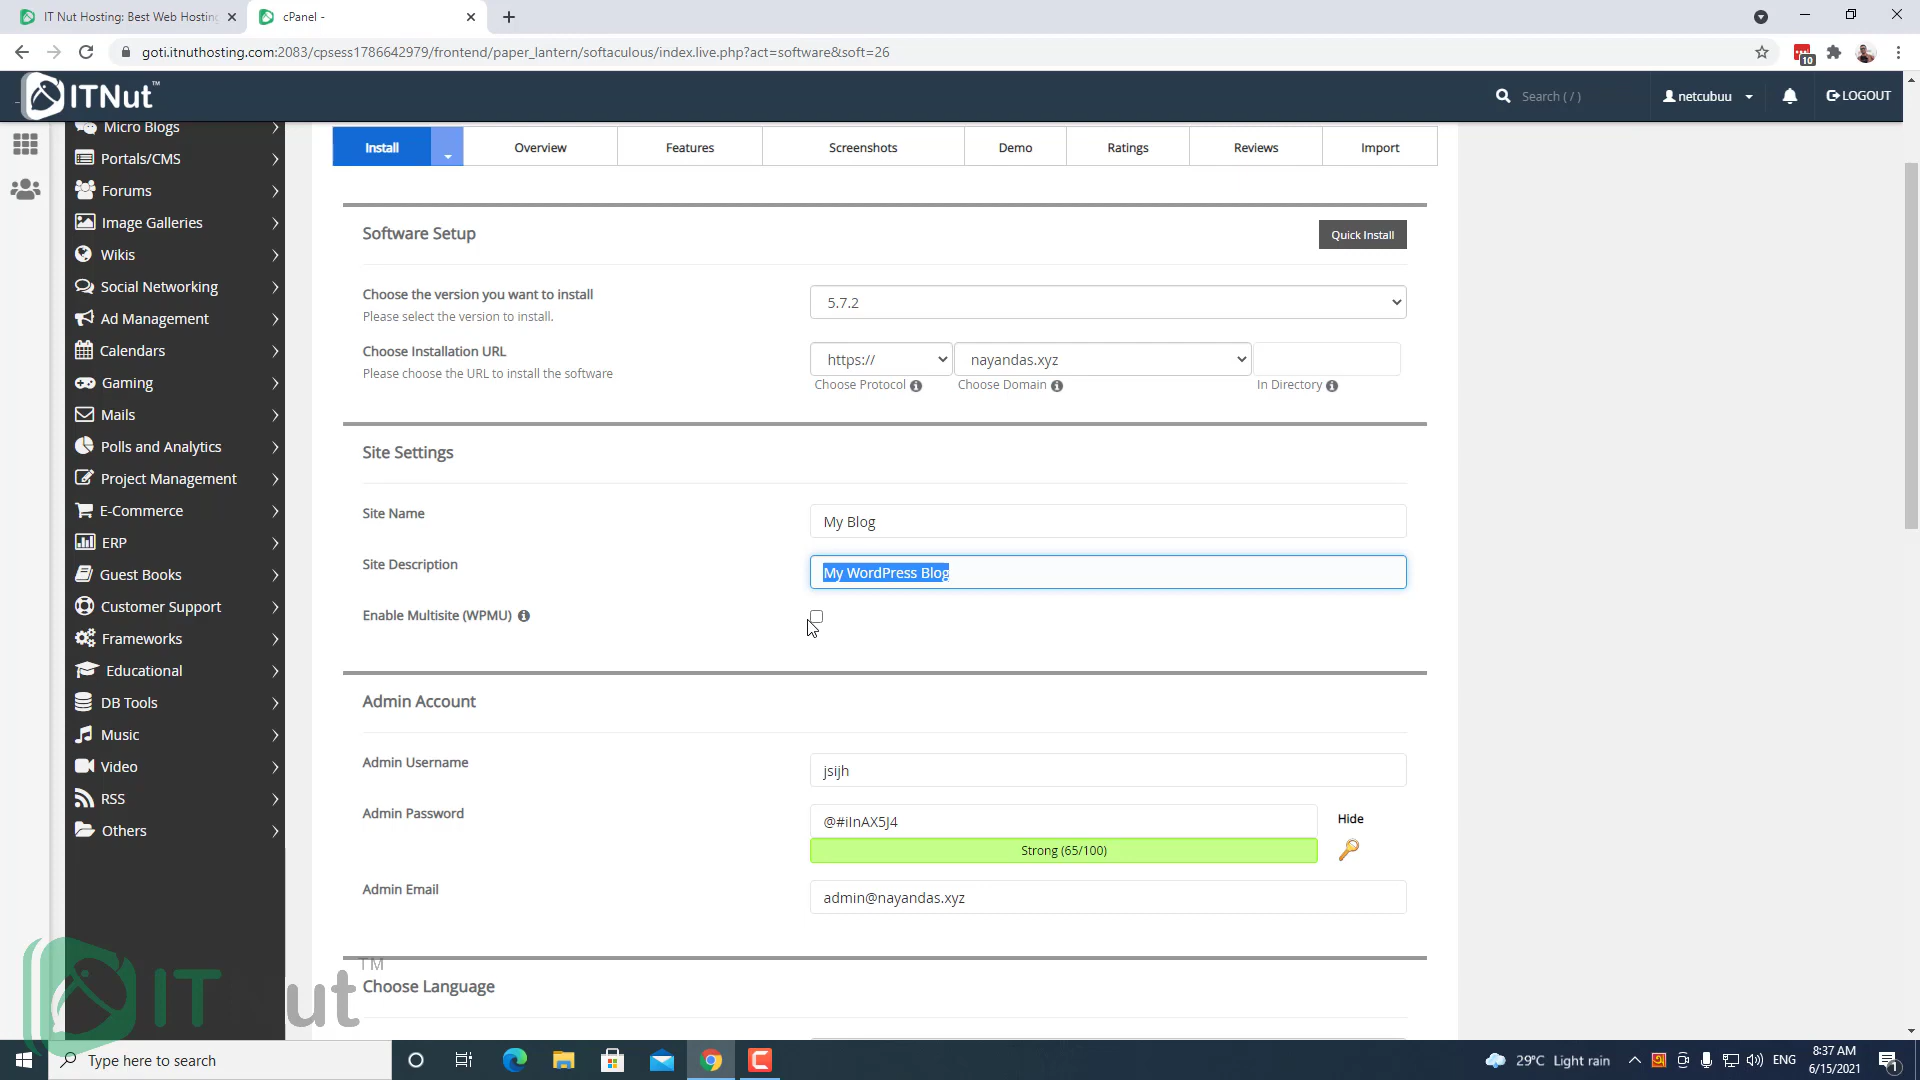 IT Nut Hosting: Best Web Hosting
cPanel -
goti.itnuthosting.com:2083/cpsess1786642979/frontend/paper_lantern/softaculous/index.live.php?act=software&soft=26
10
ITNut™
Search ( / )
netcubuu
LOGOUT
Micro Blogs
Portals/CMS
Forums
Image Galleries
Wikis
Social Networking
Ad Management
Calendars
Gaming
Mails
Polls and Analytics
Project Management
E-Commerce
ERP
Guest Books
Customer Support
Frameworks
Educational
DB Tools
Music
Video
RSS
Others
Install
Overview
Features
Screenshots
Demo
Ratings
Reviews
Import
Software Setup
Quick Install
Choose the version you want to install
Please select the version to install.
5.7.2
Choose Installation URL
Please choose the URL to install the software
https://
nayandas.xyz
Choose Protocol
Choose Domain
In Directory
Site Settings
Site Name
My Blog
Site Description
My WordPress Blog
Enable Multisite (WPMU)
Admin Account
Admin Username
jsijh
Admin Password
@#iInAX5J4
Hide
Strong (65/100)
Admin Email
admin@nayandas.xyz
Choose Language
IT Nut TM
Type here to search
29°C Light rain
ENG
8:37 AM
6/15/2021
1